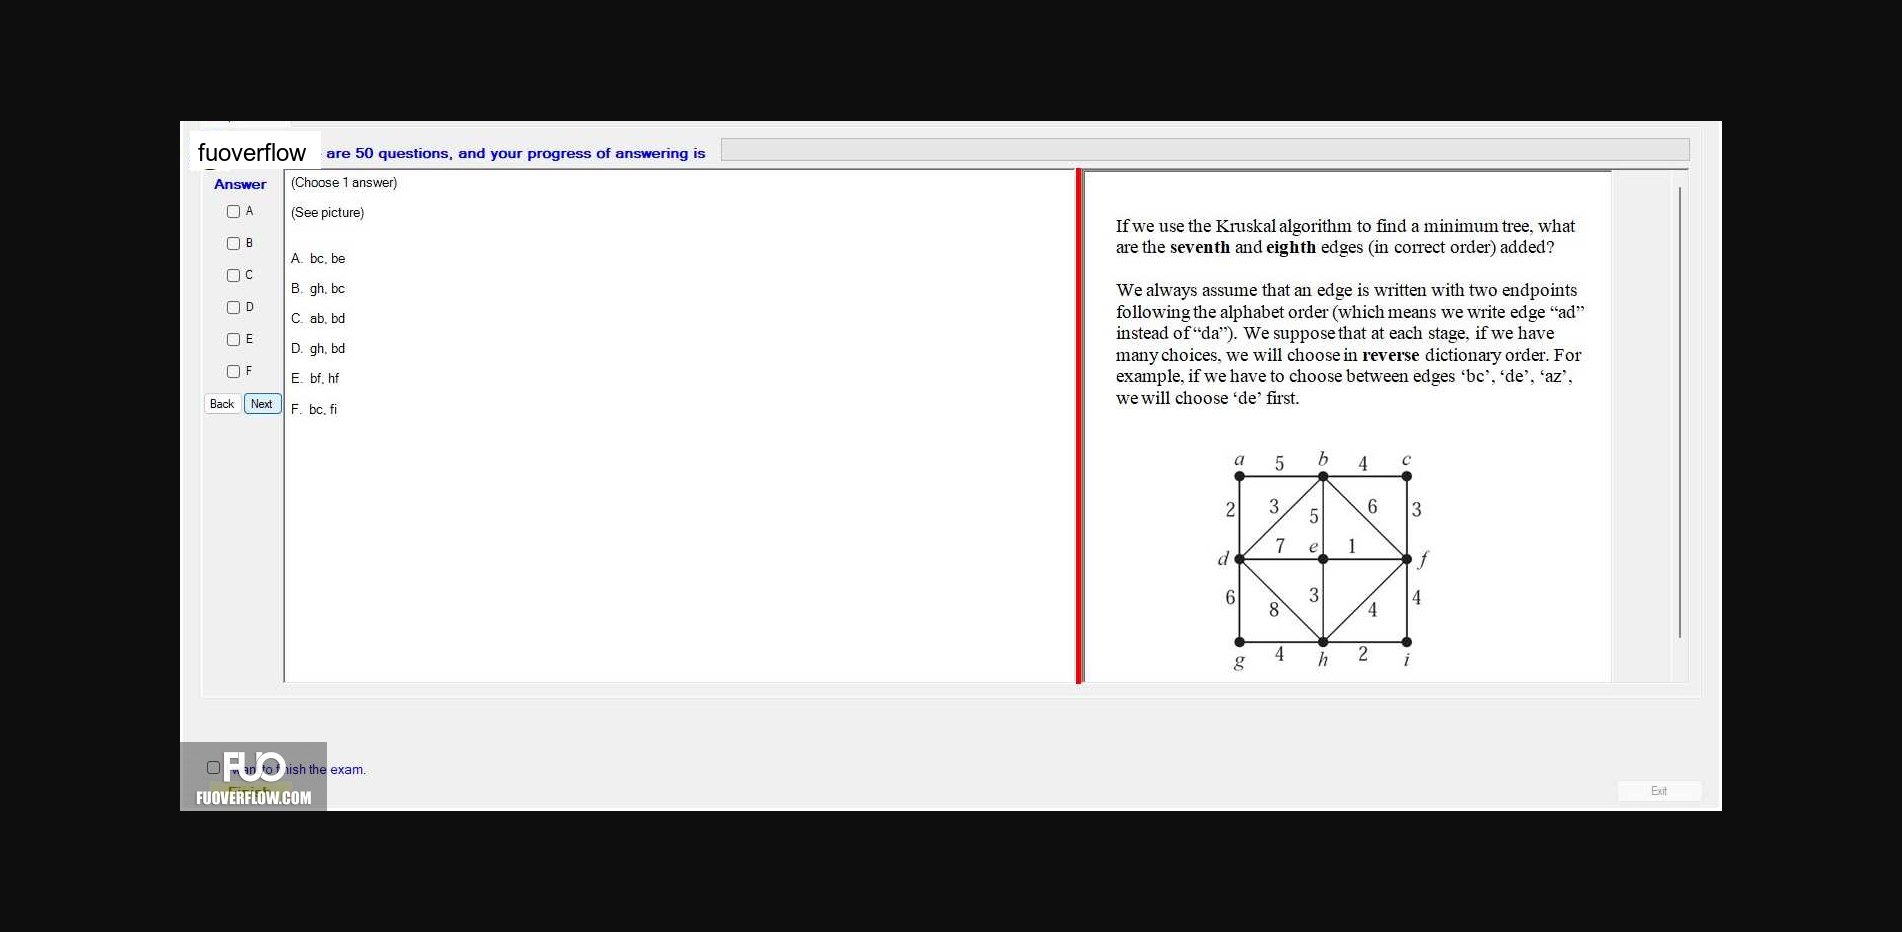 fuoverflow are 50 questions, and your progress of answering is
Answer
A
B
C
D
E
F
Back Next
(Choose 1 answer)
(See picture)
A. bc, be
B. gh, bc
C. ab, bd
D. gh, bd
E. bf, hf
F. bc, fi
If we use the Kruskal algorithm to find a minimum tree, what
are the seventh and eighth edges (in correct order) added?
We always assume that an edge is written with two endpoints
following the alphabet order (which means we write edge “ad”
instead of “da”). We suppose that at each stage, if we have
many choices, we will choose in reverse dictionary order. For
example, if we have to choose between edges ‘bc’, ‘de’, ‘az’,
we will choose ‘de’ first.
a 5 b 4 c
2 3 5 6 3
d 7 e 1 f
6 8 3 4 4
g 4 h 2 i
want to finish the exam.
Finish
FUO
FUOVERFLOW.COM
Exit